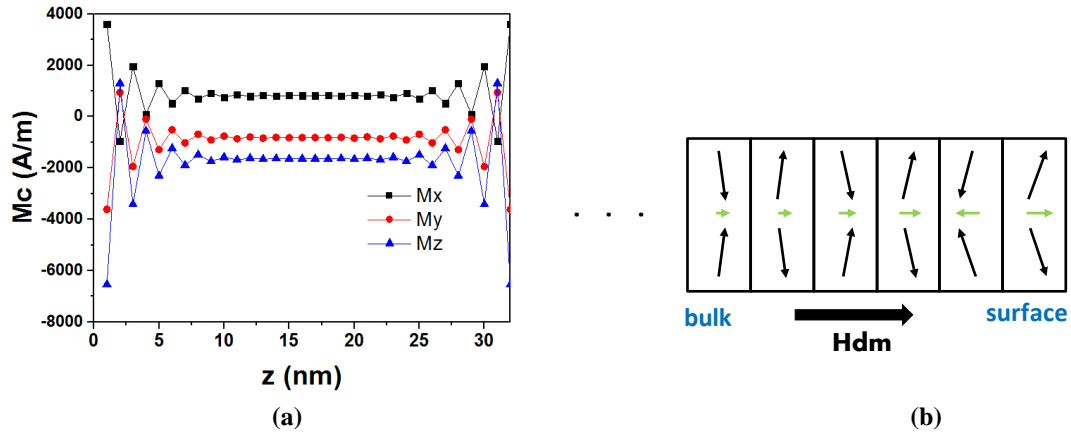 4000
2000
0
-2000
-4000
-6000
-8000
Mc (A/m)
Mx
My
Mz
0 5 10 15 20 25 30
z (nm)
(a)
. . .
bulk surface
Hdm
(b)